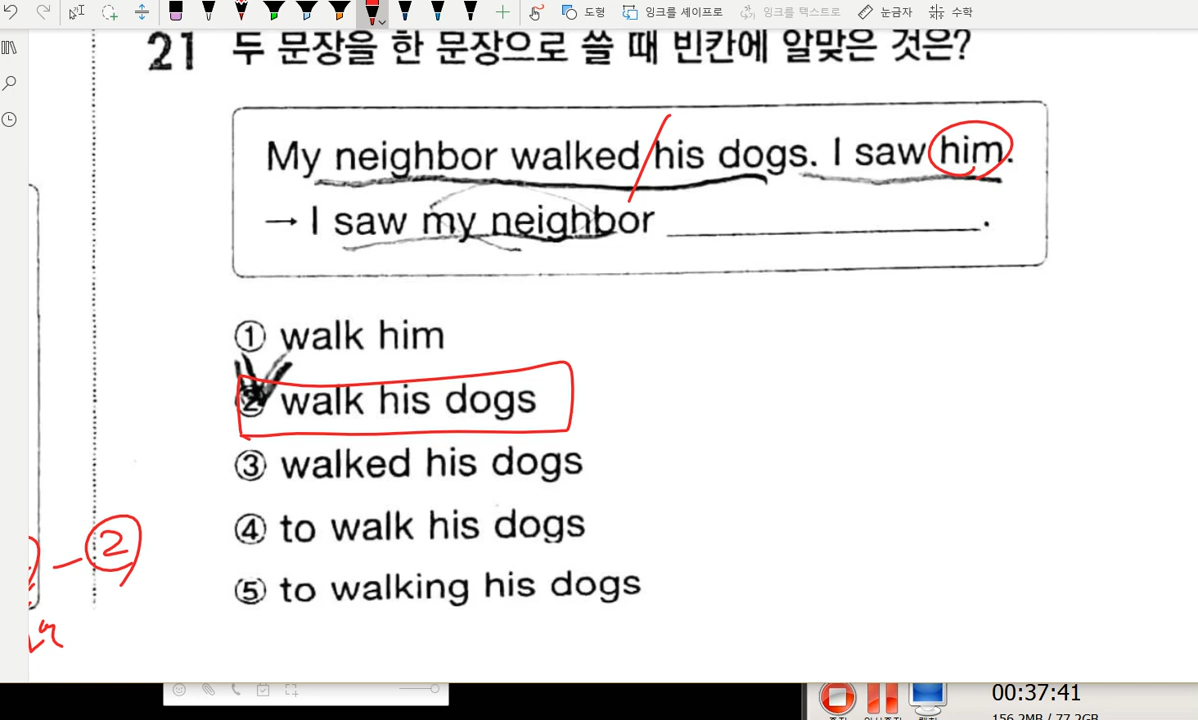 도형 잉크를 셰이프로 잉크를 텍스트로 눈금자 수학
21 두 문장을 한 문장으로 쓸 때 빈칸에 알맞은 것은?
My neighbor walked his dogs. I saw him.
→ I saw my neighbor ____________.
① walk him
② walk his dogs
③ walked his dogs
④ to walk his dogs
⑤ to walking his dogs
- ②
00:37:41
156.2MB / 77.2GB